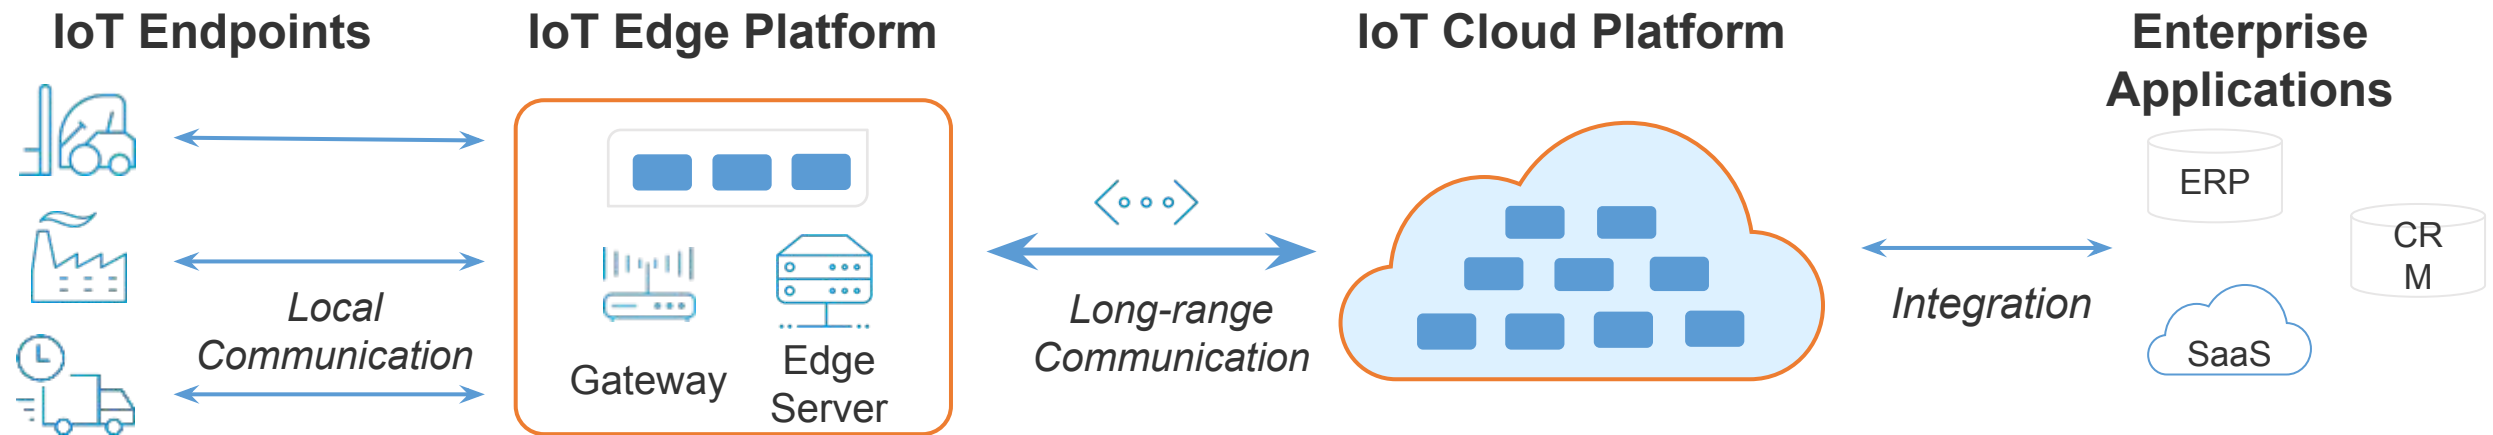 IoT Endpoints
IoT Edge Platform
IoT Cloud Platform
Enterprise
Applications
Local
Communication
Gateway
Edge
Server
Long-range
Communication
Integration
ERP
CR
M
SaaS